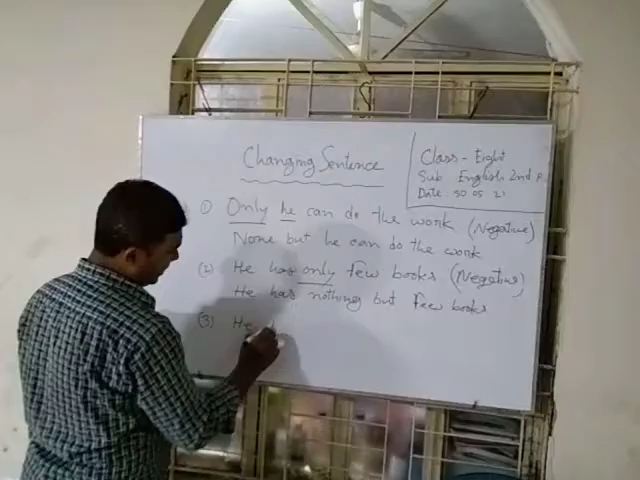 Changing Sentence
Class - Eight
Sub English 2nd P.
Date 30 05 21
(1) Only he can do the work (Negative)
None but he can do the work
(2) He has only few books (Negative)
He has nothing but few books
(3) He